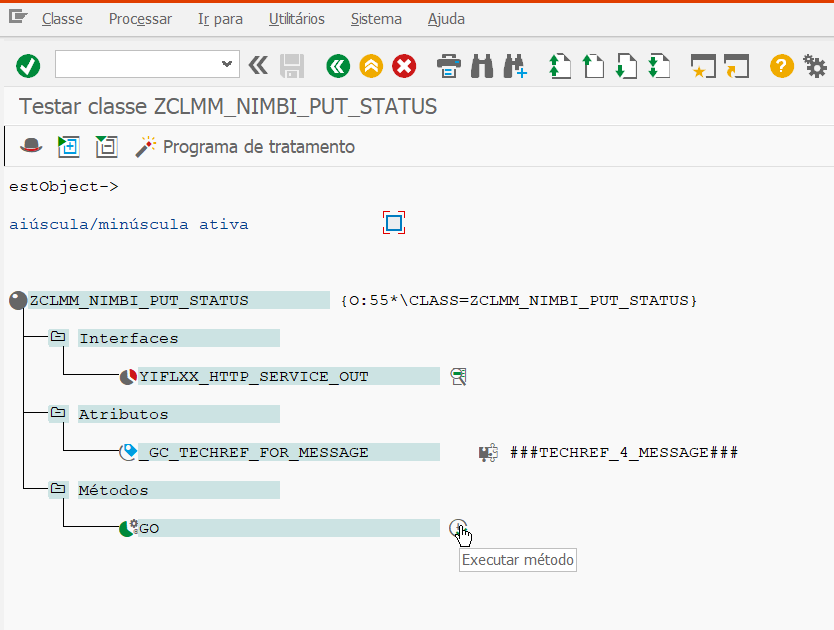 Classe Processar Ir para Utilitários Sistema Ajuda
Testar classe ZCLMM_NIMBI_PUT_STATUS
Programa de tratamento
estObject->
aiúscula/minúscula ativa
ZCLMM_NIMBI_PUT_STATUS {O:55*\CLASS=ZCLMM_NIMBI_PUT_STATUS}
Interfaces
YIFLXX_HTTP_SERVICE_OUT
Atributos
_GC_TECHREF_FOR_MESSAGE ###TECHREF_4_MESSAGE###
Métodos
GO
Executar método